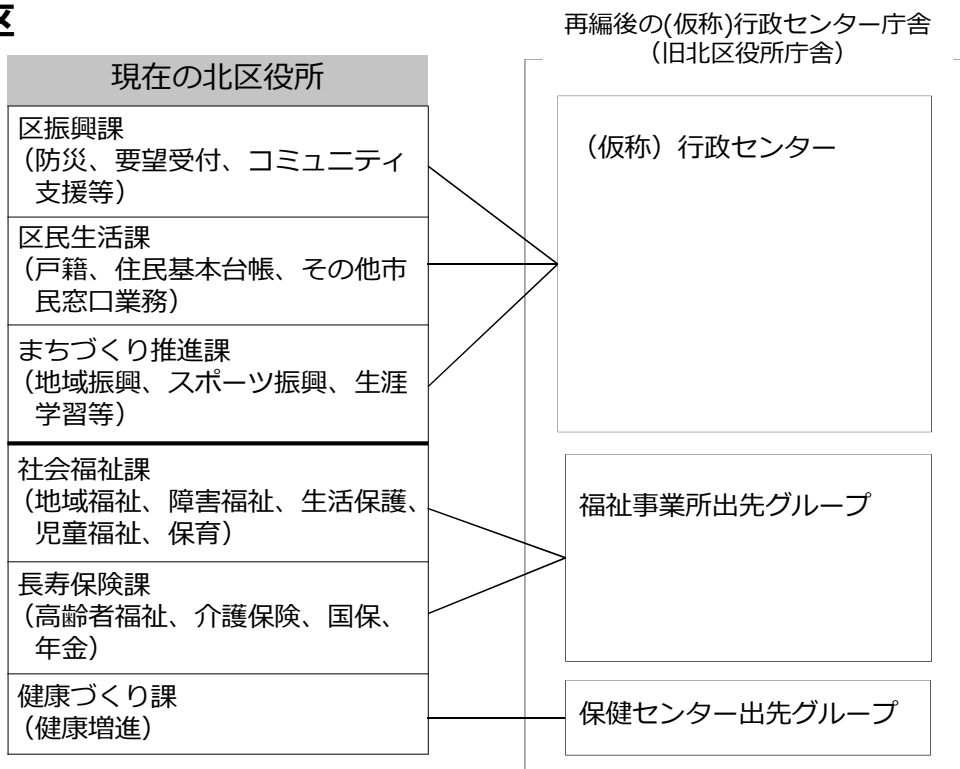 区
再編後の(仮称)行政センター庁舎
（旧北区役所庁舎）
現在の北区役所
区振興課
（防災、要望受付、コミュニティ
支援等）
区民生活課
（戸籍、住民基本台帳、その他市
民窓口業務）
まちづくり推進課
（地域振興、スポーツ振興、生涯
学習等）
社会福祉課
（地域福祉、障害福祉、生活保護、
児童福祉、保育）
長寿保険課
（高齢者福祉、介護保険、国保、
年金）
健康づくり課
（健康増進）
（仮称）行政センター
福祉事業所出先グループ
保健センター出先グループ